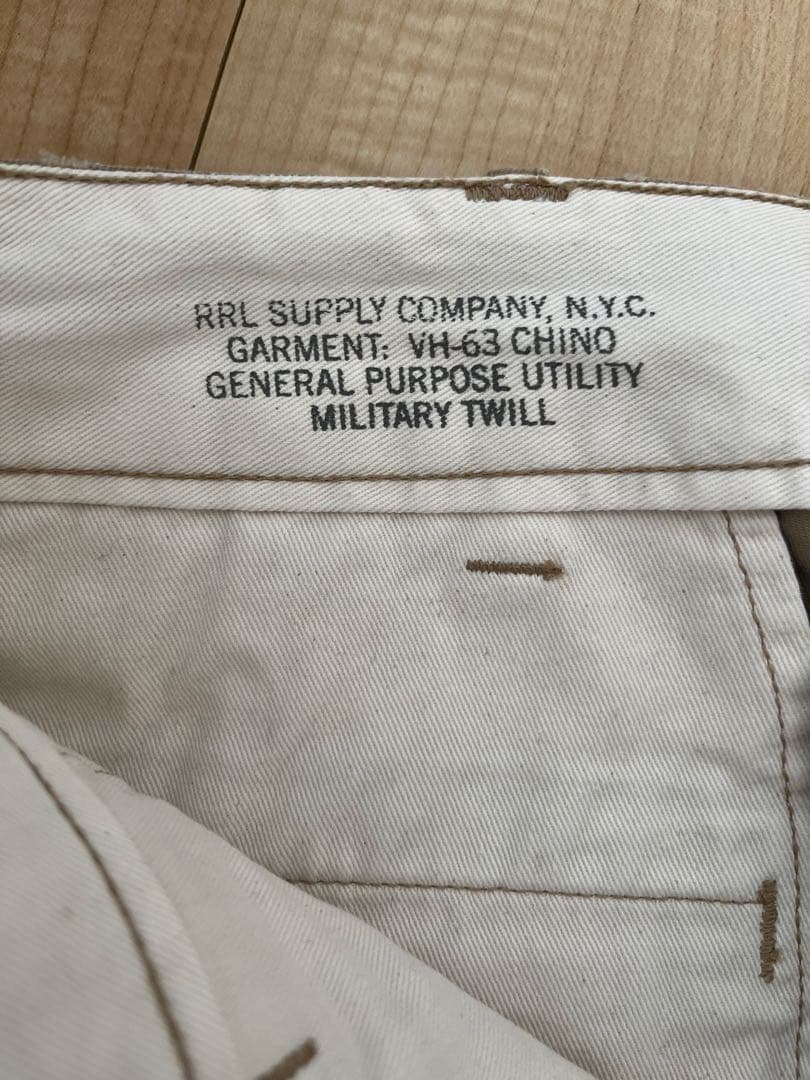 RRL SUPPLY COMPANY, N.Y.C.
GARMENT: VH-63 CHINO
GENERAL PURPOSE UTILITY
MILITARY TWILL